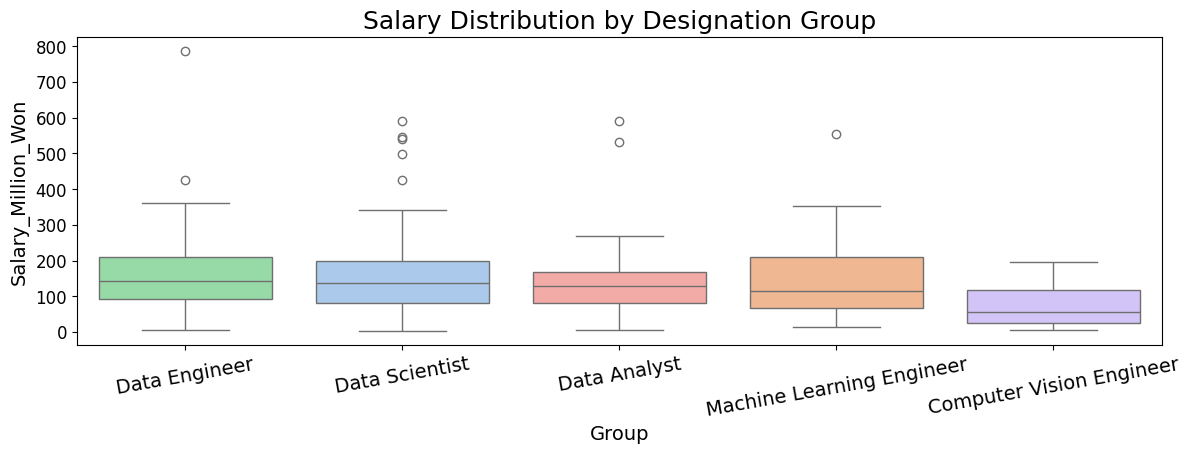 Salary Distribution by Designation Group
Salary_Million_Won
800
700
600
500
400
300
200
100
0
Data Engineer
Data Scientist
Data Analyst
Machine Learning Engineer
Computer Vision Engineer
Group